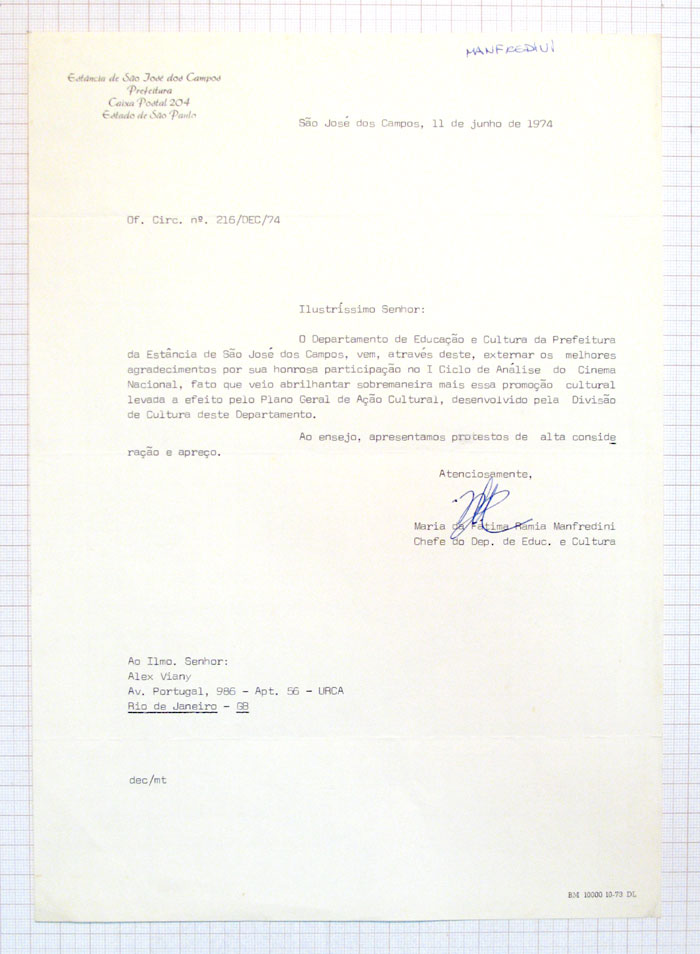 MANFREDINI
Estância de São José dos Campos
Prefeitura
Caixa Postal 204
Estado de São Paulo
São José dos Campos, 11 de junho de 1974
Of. Circ. nº. 216/DEC/74
Ilustríssimo Senhor:
O Departamento de Educação e Cultura da Prefeitura
da Estância de São José dos Campos, vem, através deste, externar os melhores
agradecimentos por sua honrosa participação no I Ciclo de Análise do Cinema
Nacional, fato que veio abrilhantar sobremaneira mais essa promoção cultural
levada a efeito pelo Plano Geral de Ação Cultural, desenvolvido pela Divisão
de Cultura deste Departamento.
Ao ensejo, apresentamos protestos de alta conside
ração e apreço.
Atenciosamente,
Maria de Fátima Ramia Manfredini
Chefe do Dep. de Educ. e Cultura
Ao Ilmo. Senhor:
Alex Viany
Av. Portugal, 986 - Apt. 56 - URCA
Rio de Janeiro - GB
dec/mt
BM 10000 10-73 DL